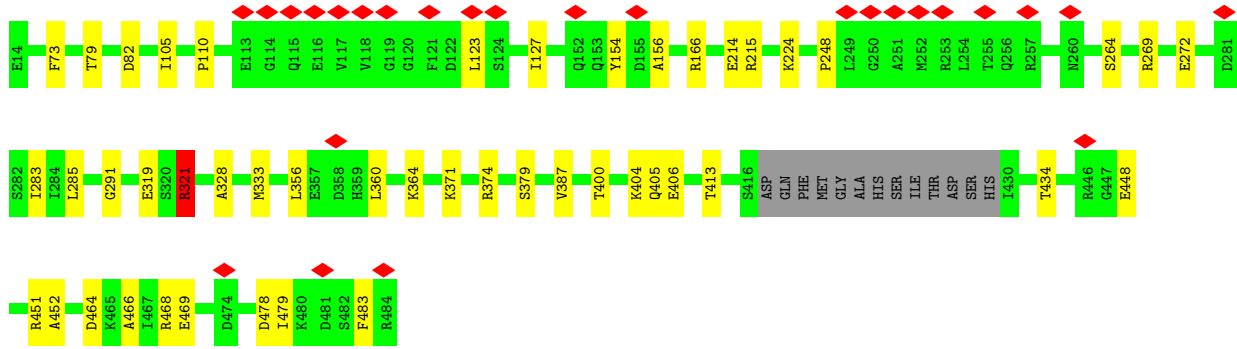 E14 F73 T79 D82 I105 P110 E113 G114 Q115 E116 V117 V118 G119 G120 F121 D122 L123 S124 I127 Q152 Q153 Y154 D155 A156 R166 E214 R215 K224 P248 L249 G250 A251 M252 R253 L254 T255 Q256 R257 N260 S264 R269 E272 D281
S282 I283 I284 L285 G291 E319 S320 R321 A328 M333 L356 E357 D358 H359 L360 K364 K371 R374 S379 V387 T400 K404 Q405 E406 T413 S416 ASP GLN PHE MET GLY ALA HIS SER ILE THR ASP SER HIS I430 T434 R446 G447 E448
R451 A452 D464 K465 A466 I467 R468 E469 D474 D478 I479 K480 D481 S482 F483 R484